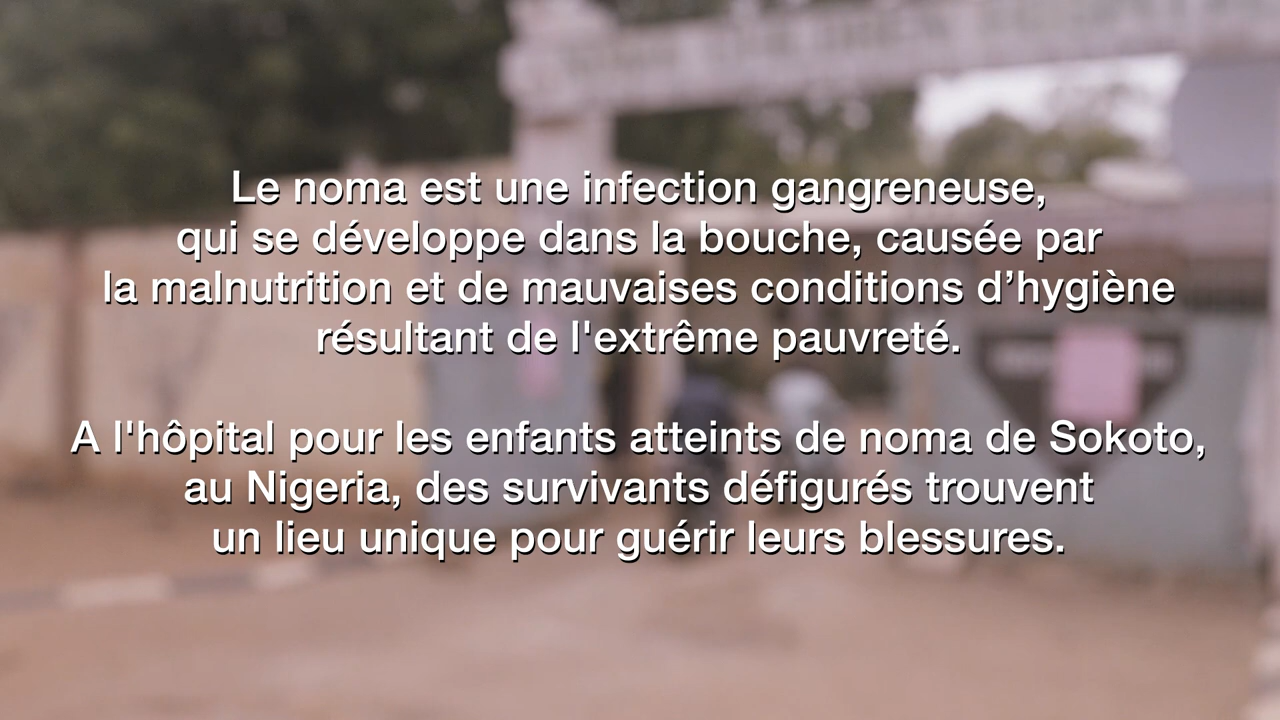 Le noma est une infection gangreneuse,
qui se développe dans la bouche, causée par
la malnutrition et de mauvaises conditions d’hygiène
résultant de l'extrême pauvreté.
A l'hôpital pour les enfants atteints de noma de Sokoto,
au Nigeria, des survivants défigurés trouvent
un lieu unique pour guérir leurs blessures.